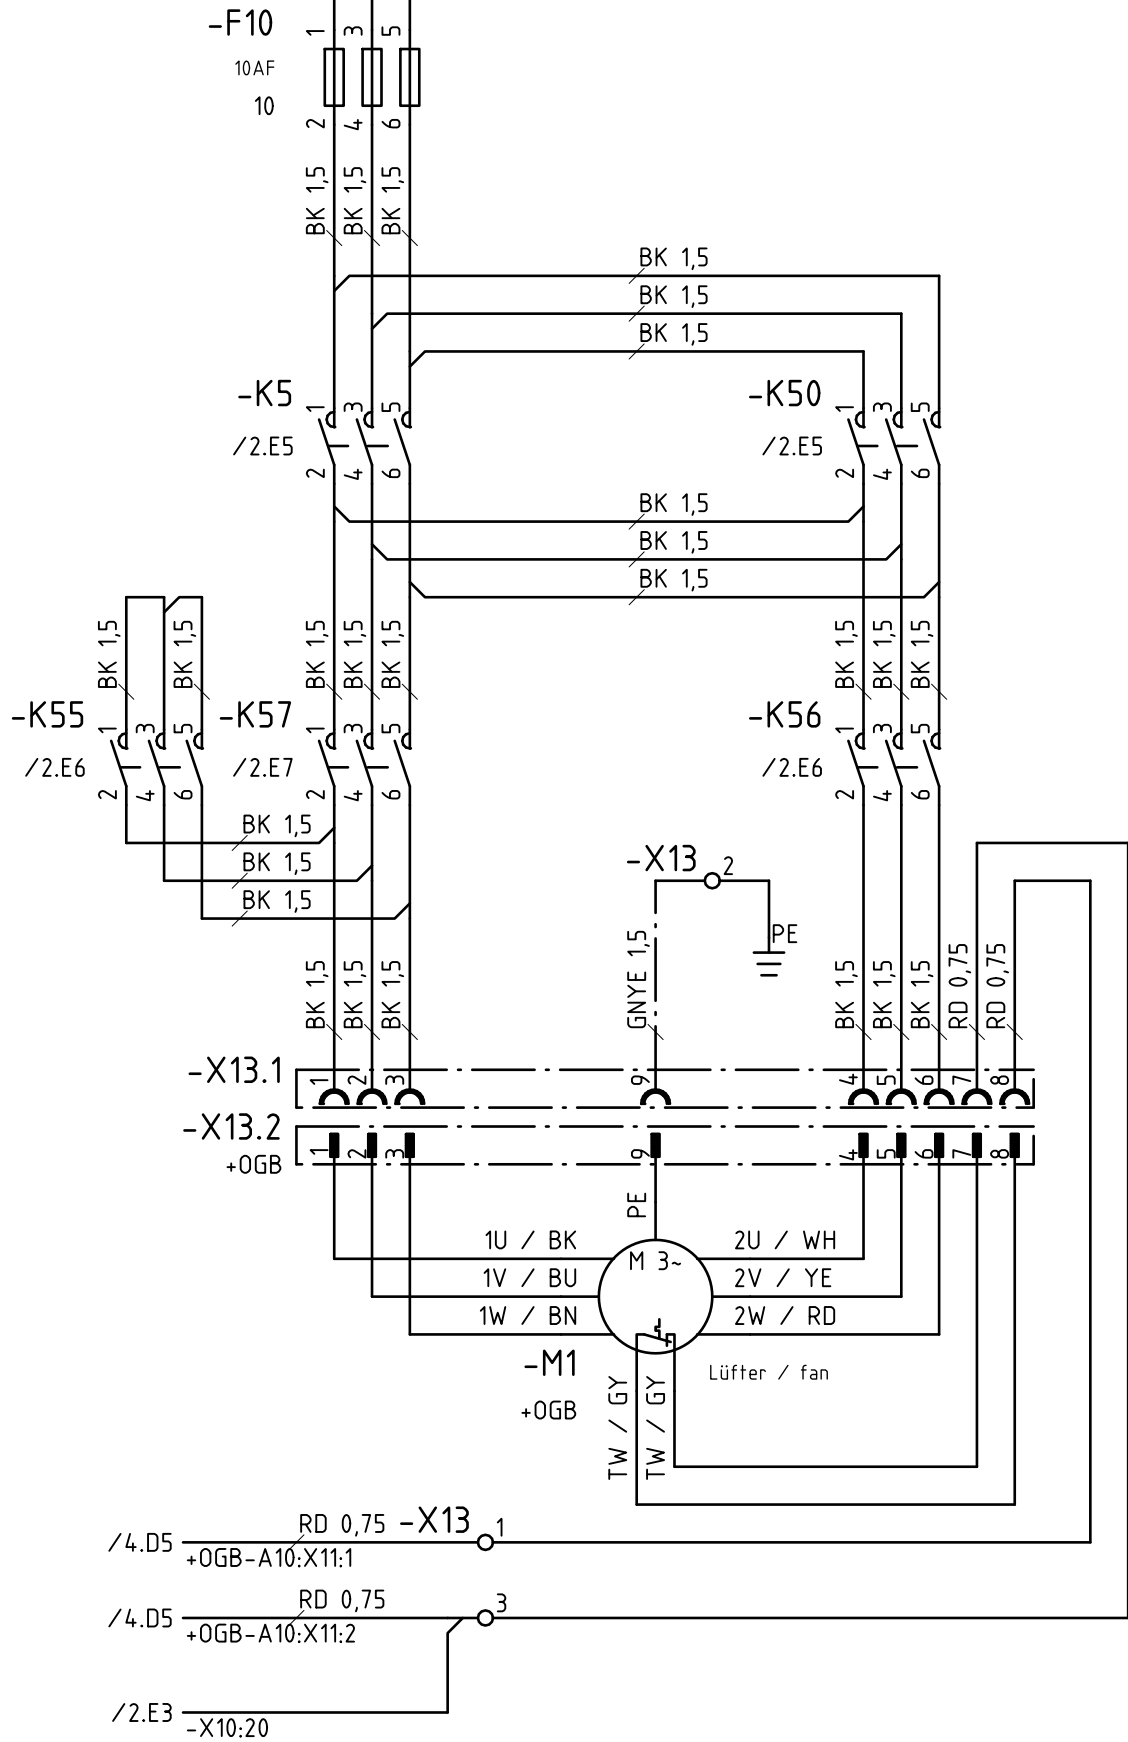 -F10
1 3 5
10AF
10
2 4 6
BK 1,5 BK 1,5 BK 1,5
BK 1,5
BK 1,5
BK 1,5
-K5
1 3 5
/2.E5
2 4 6
-K50
1 3 5
/2.E5
2 4 6
BK 1,5
BK 1,5
BK 1,5
BK 1,5 BK 1,5
BK 1,5 BK 1,5 BK 1,5
BK 1,5 BK 1,5 BK 1,5
-K55
1 3 5
/2.E6
2 4 6
-K57
1 3 5
/2.E7
2 4 6
-K56
1 3 5
/2.E6
2 4 6
BK 1,5
BK 1,5
BK 1,5
-X13 2
PE
BK 1,5 BK 1,5 BK 1,5
GNYE 1,5
BK 1,5 BK 1,5 BK 1,5 RD 0,75 RD 0,75
-X13.1
1 2 3 9 4 5 6 7 8
-X13.2
+0GB
1 2 3 9 4 5 6 7 8
PE
1U / BK
2U / WH
M 3~
1V / BU
2V / YE
1W / BN
2W / RD
-M1
+0GB
Lüfter / fan
TW / GY TW / GY
/4.D5
RD 0,75
-X13 1
+0GB-A10:X11:1
/4.D5
RD 0,75
3
+0GB-A10:X11:2
/2.E3
-X10:20